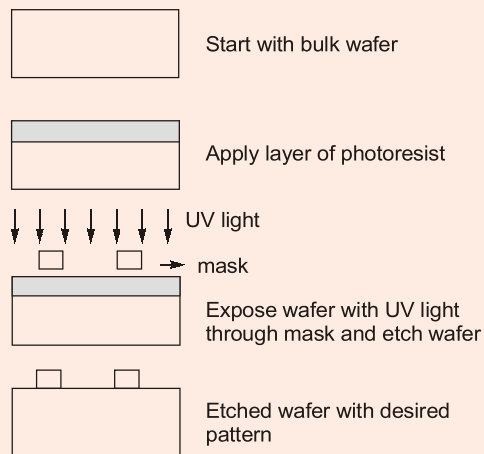 Start with bulk wafer
Apply layer of photoresist
UV light
mask
Expose wafer with UV light
through mask and etch wafer
Etched wafer with desired
pattern